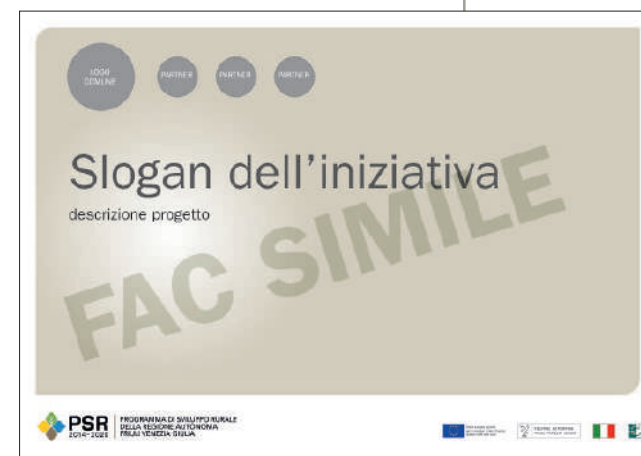 LOGO
COMUNE
PARTNER PARTNER PARTNER
Slogan dell'iniziativa
descrizione progetto
FAC SIMILE
PSR
2014-2020
PROGRAMMA DI SVILUPPO RURALE
DELLA REGIONE AUTONOMA
FRIULI VENEZIA GIULIA